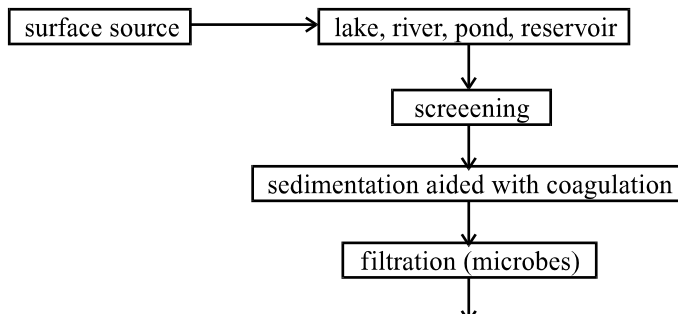 surface source
lake, river, pond, reservoir
screeening
sedimentation aided with coagulation
filtration (microbes)